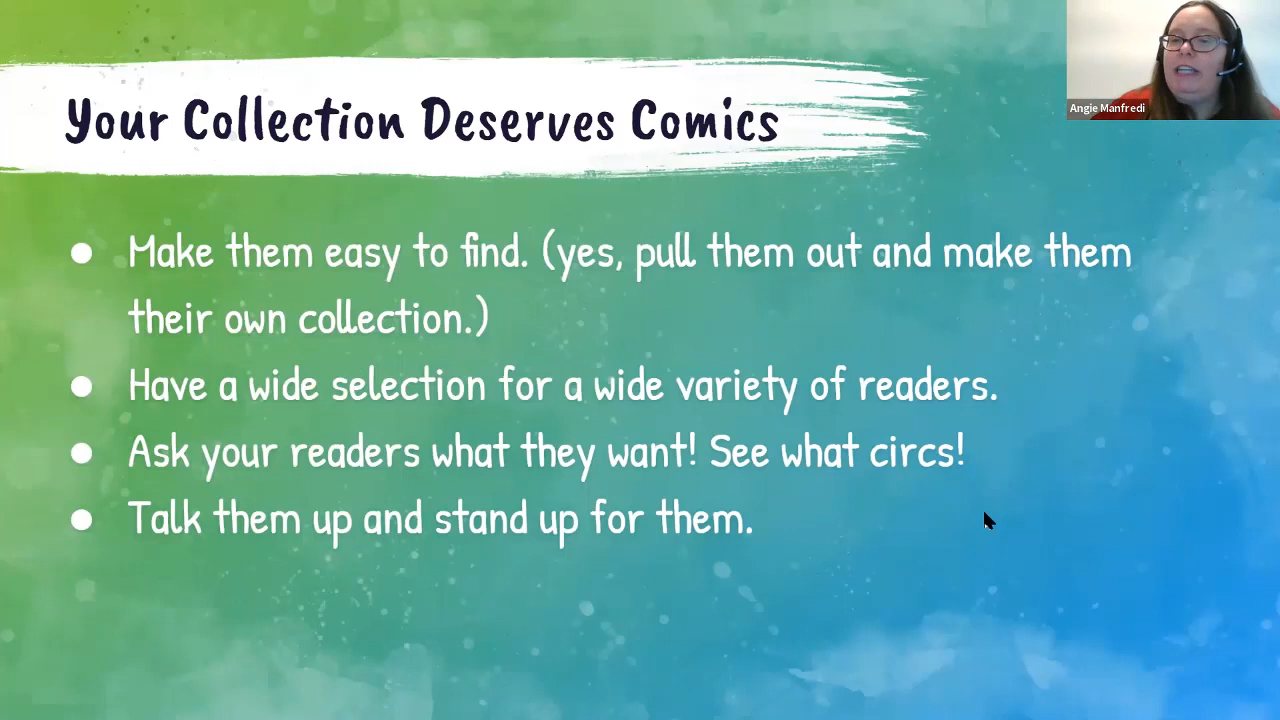 Your Collection Deserves Comics
Angie Manfredi
● Make them easy to find. (yes, pull them out and make them
their own collection.)
● Have a wide selection for a wide variety of readers.
● Ask your readers what they want! See what circs!
● Talk them up and stand up for them.